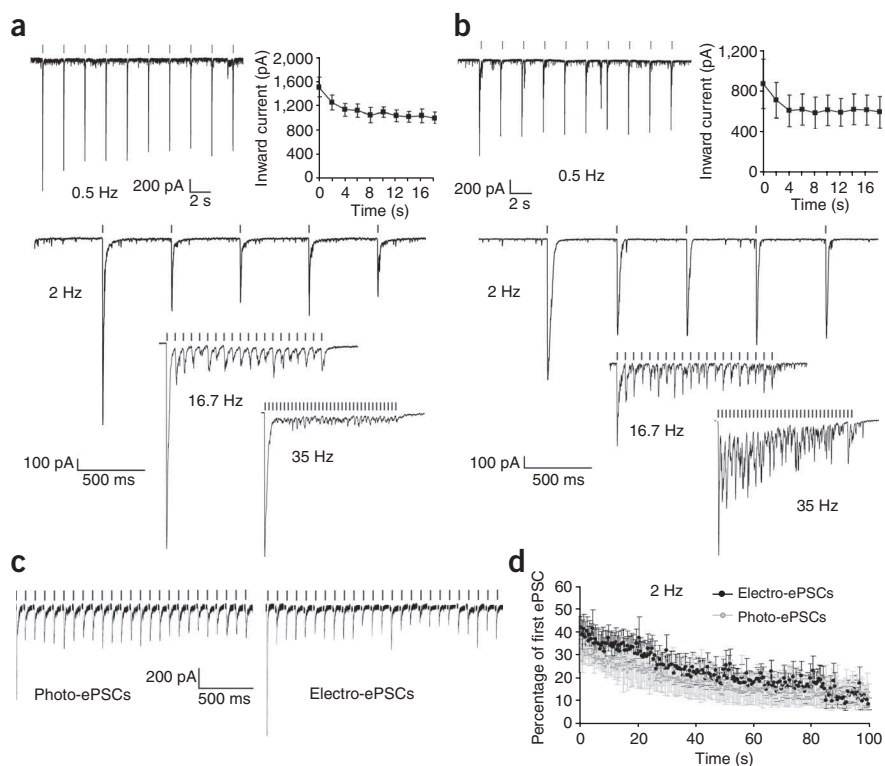 a
0.5 Hz
200 pA
2 s
Inward current (pA)
2,000
1,600
1,200
800
400
0
0 4 8 12 16
Time (s)
2 Hz
16.7 Hz
35 Hz
100 pA
500 ms
b
0.5 Hz
200 pA
2 s
Inward current (pA)
1,200
800
400
0
0 4 8 12 16
Time (s)
2 Hz
16.7 Hz
35 Hz
100 pA
500 ms
c
Photo-ePSCs
200 pA
500 ms
Electro-ePSCs
d
2 Hz
Electro-ePSCs
Photo-ePSCs
Percentage of first ePSC
60
50
40
30
20
10
0
0 20 40 60 80 100
Time (s)